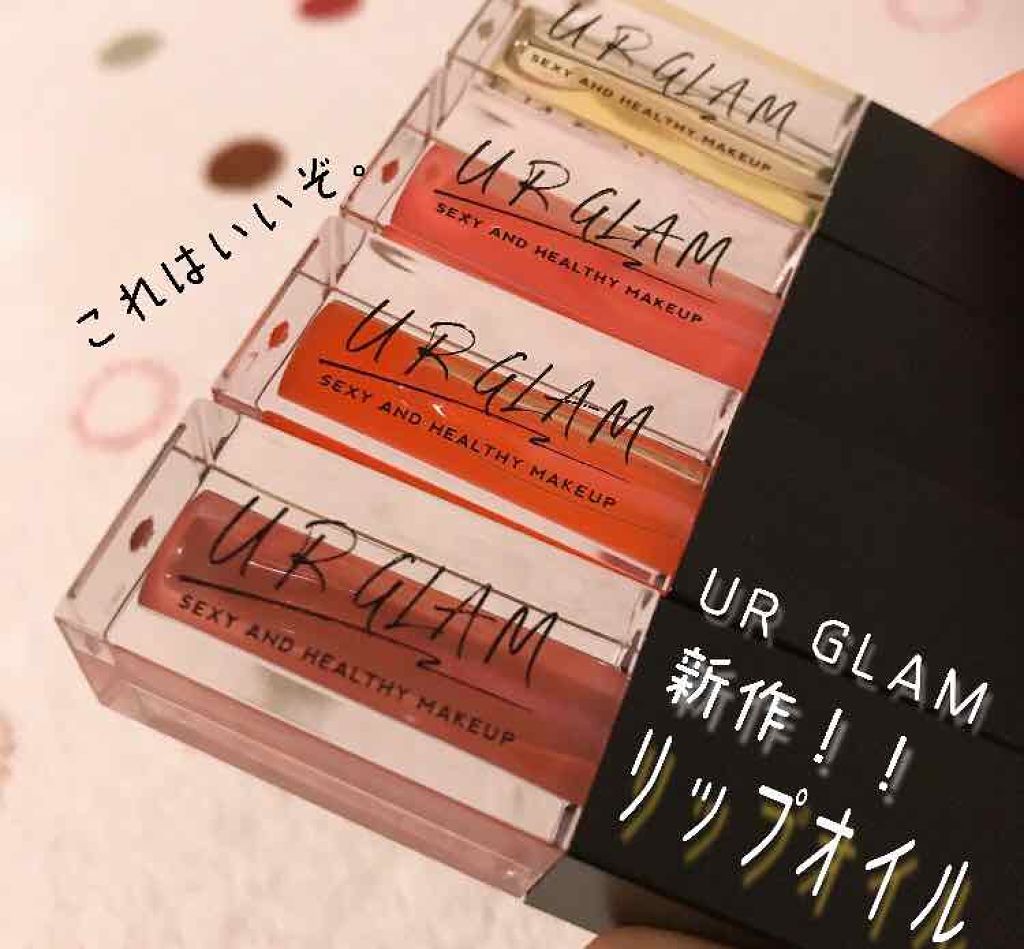 UR GLAM
SEXY AND HEALTHY MAKEUP
UR GLAM
SEXY AND HEALTHY MAKEUP
これはいいぞ。
UR GLAM
SEXY AND HEALTHY MAKEUP
UR GLAM
SEXY AND HEALTHY MAKEUP
UR GLAM
新作！！
リップオイル